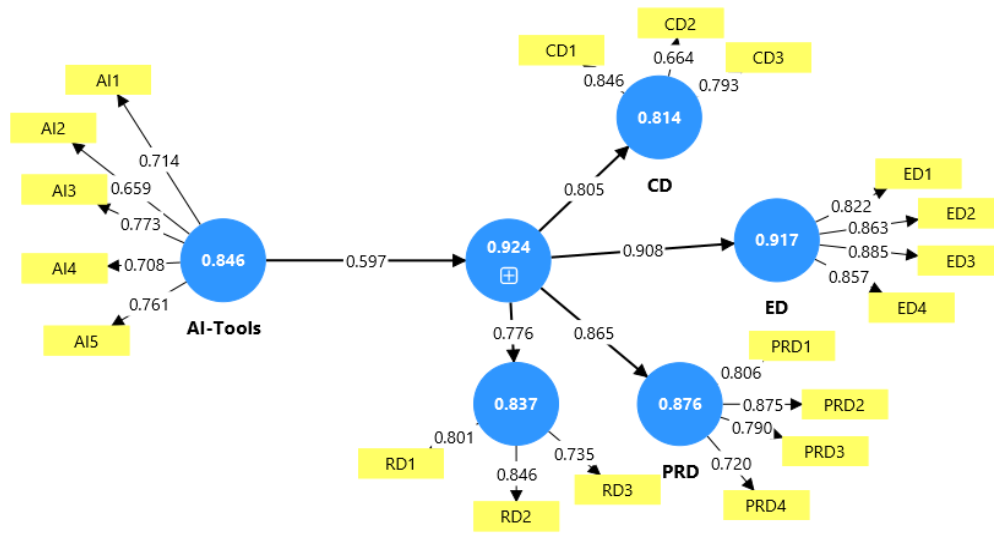 CD2
CD1
CD3
0.664
0.846
0.793
0.814
CD
AI1
AI2
AI3
AI4
AI5
0.714
0.659
0.773
0.708
0.761
0.846
AI-Tools
0.597
0.924
0.805
0.908
0.776
0.865
0.917
ED
ED1
0.822
ED2
0.863
0.885
ED3
0.857
ED4
0.837
0.801
RD1
0.846
RD2
0.735
RD3
0.876
PRD
PRD1
0.806
0.875
PRD2
0.790
PRD3
0.720
PRD4